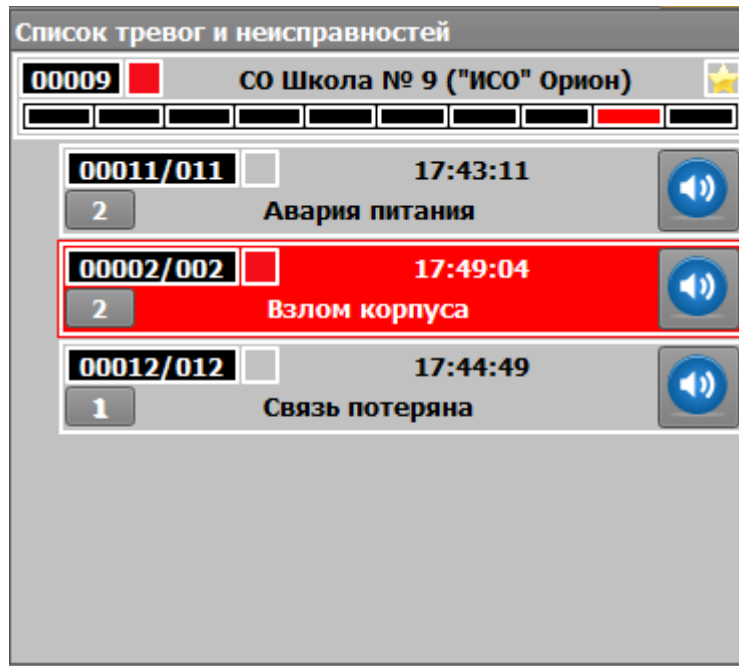 Список тревог и неисправностей
00009 СО Школа № 9 ("ИСО" Орион)
00011/011 17:43:11
2 Авария питания
00002/002 17:49:04
2 Взлом корпуса
00012/012 17:44:49
1 Связь потеряна